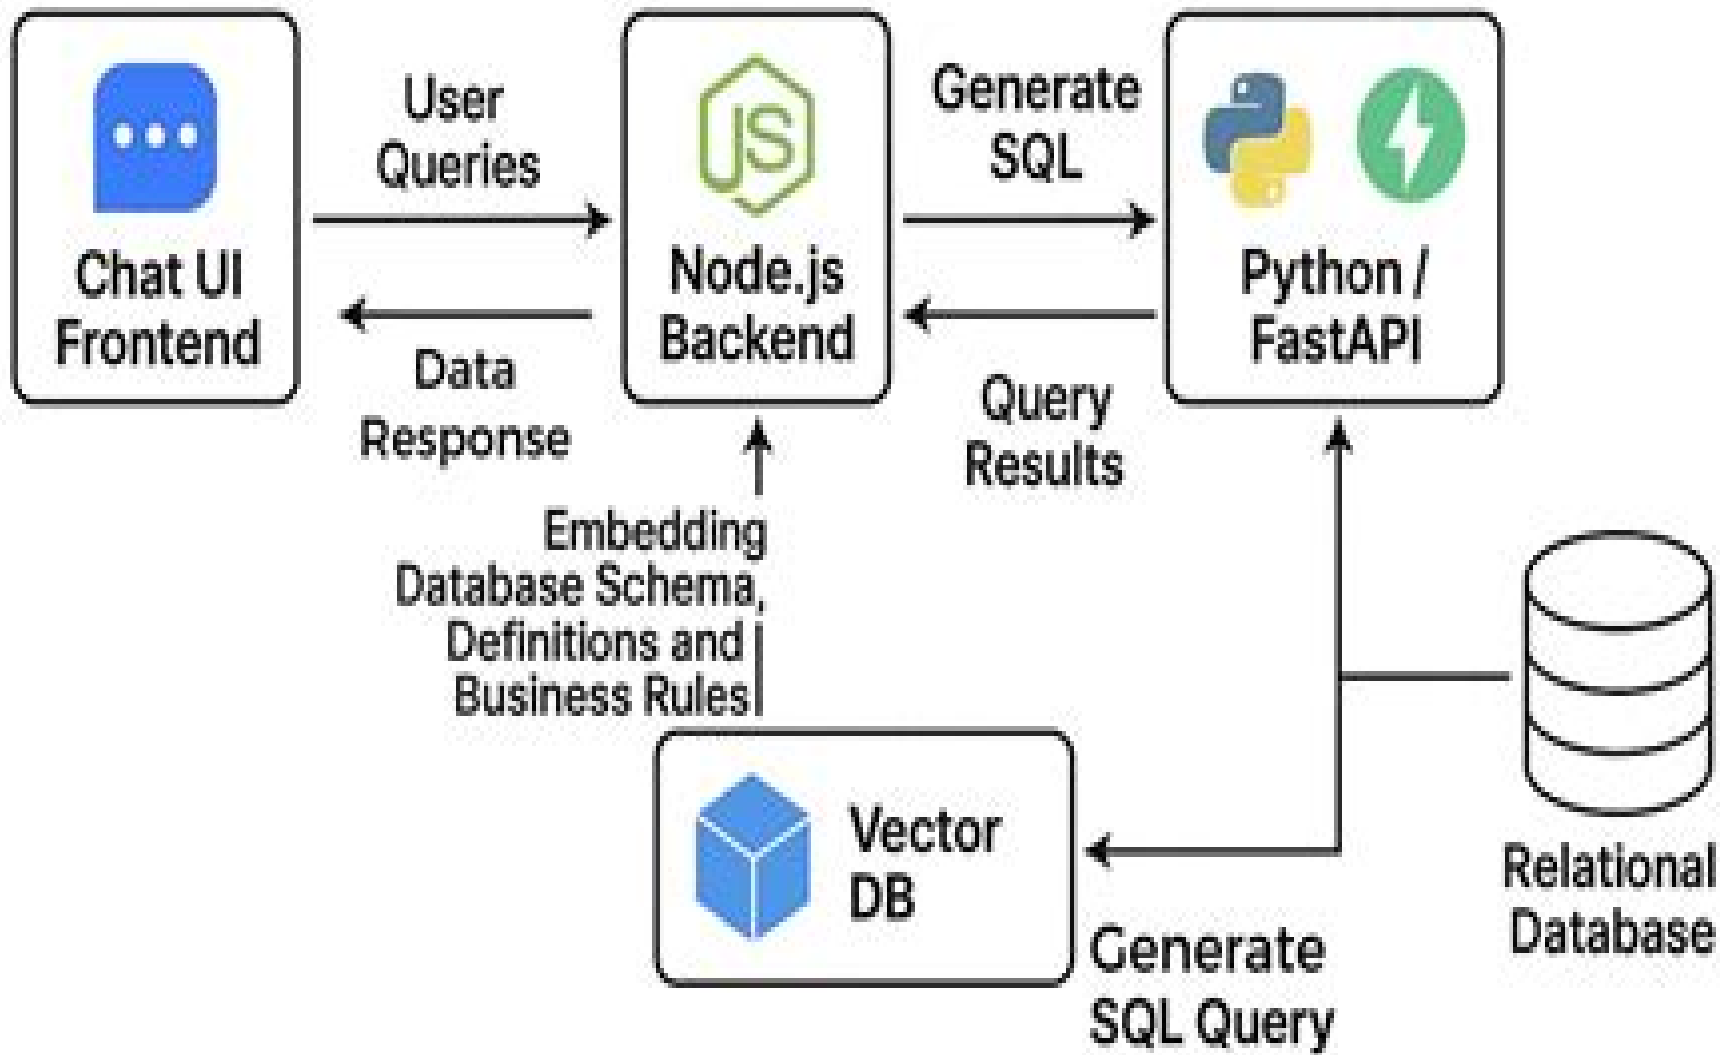 Chat UI
Frontend
User
Queries
Data
Response
JS
Node.js
Backend
Generate
SQL
Query
Results
Python /
FastAPI
Embedding
Database Schema,
Definitions and
Business Rules
Vector
DB
Generate
SQL Query
Relational
Database